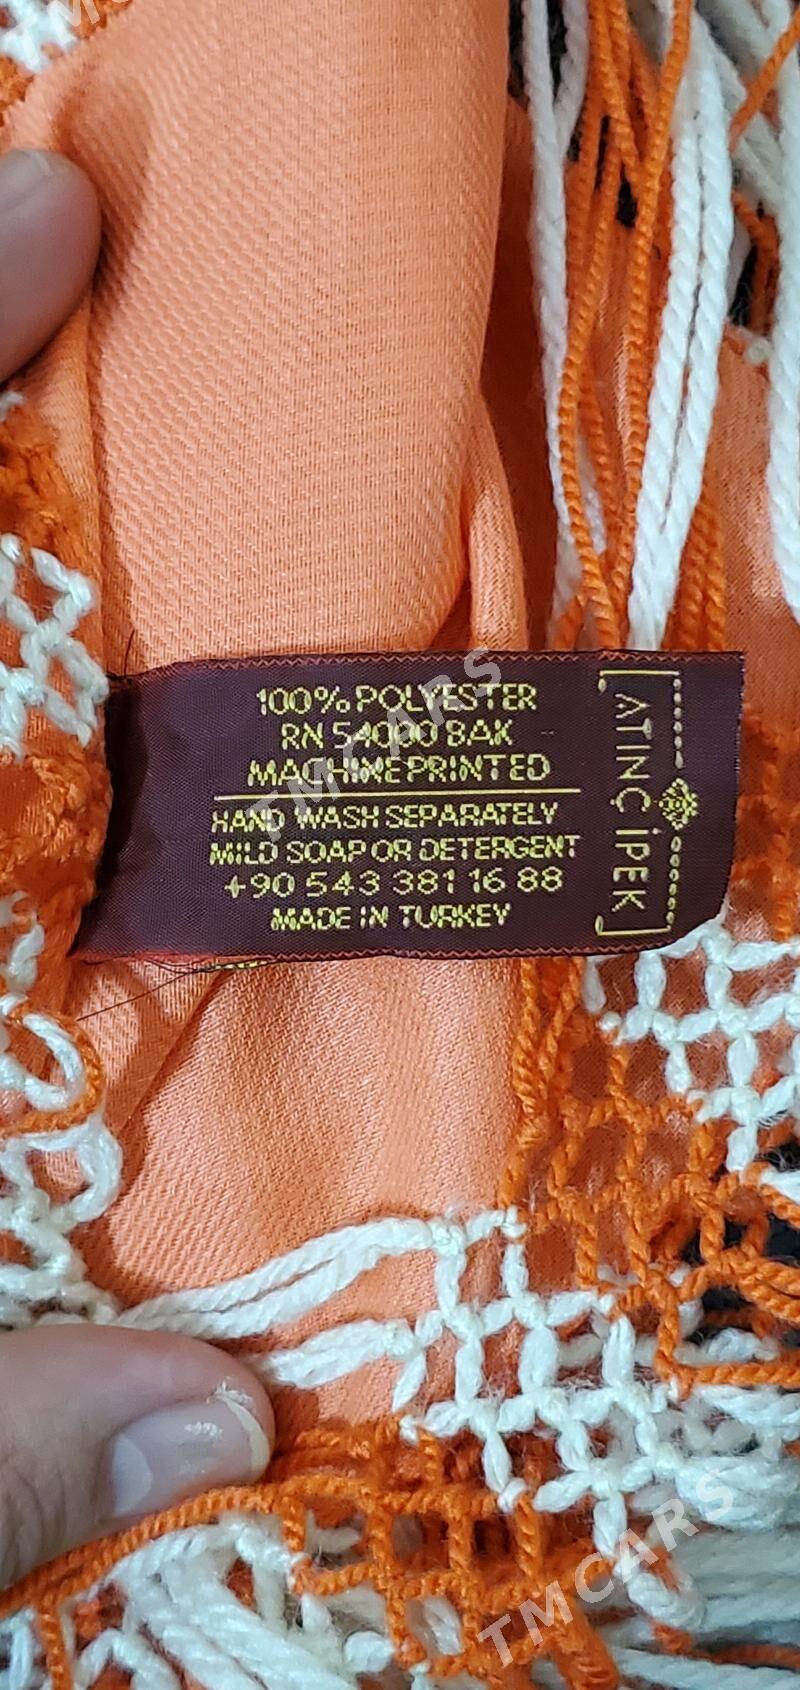 100% POLYESTER
RN 54000 BAK
MACHINE PRINTED
HAND WASH SEPARATELY
MILD SOAP OR DETERGENT
+90 543 381 16 88
MADE IN TURKEY
ATINÇ İPEK
TMCARS
TMCARS
TMCARS